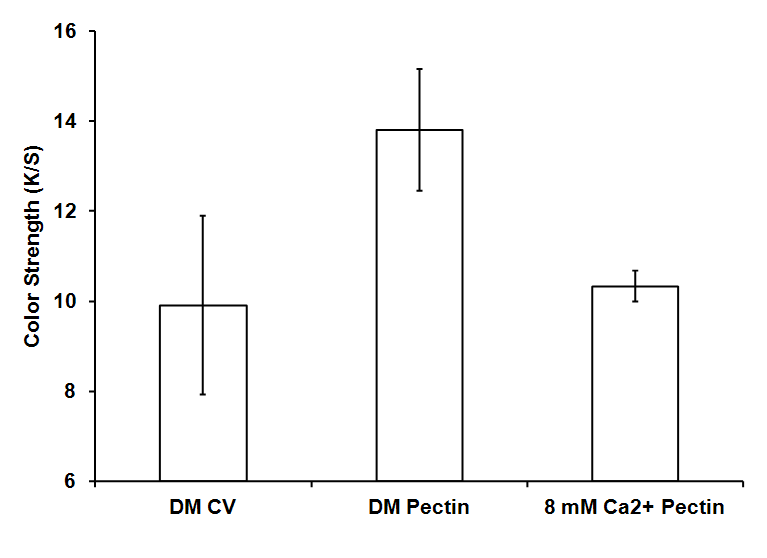 16
14
12
10
8
6
Color Strength (K/S)
DM CV
DM Pectin
8 mM Ca2+ Pectin